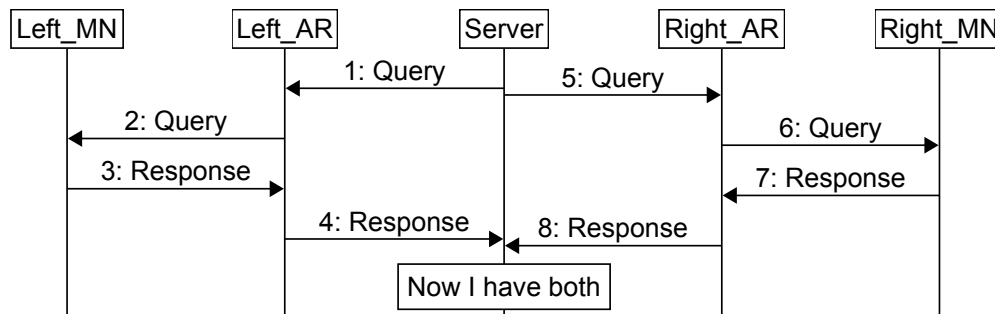 Left_MN
Left_AR
Server
Right_AR
Right_MN
1: Query
5: Query
2: Query
6: Query
3: Response
7: Response
4: Response
8: Response
Now I have both